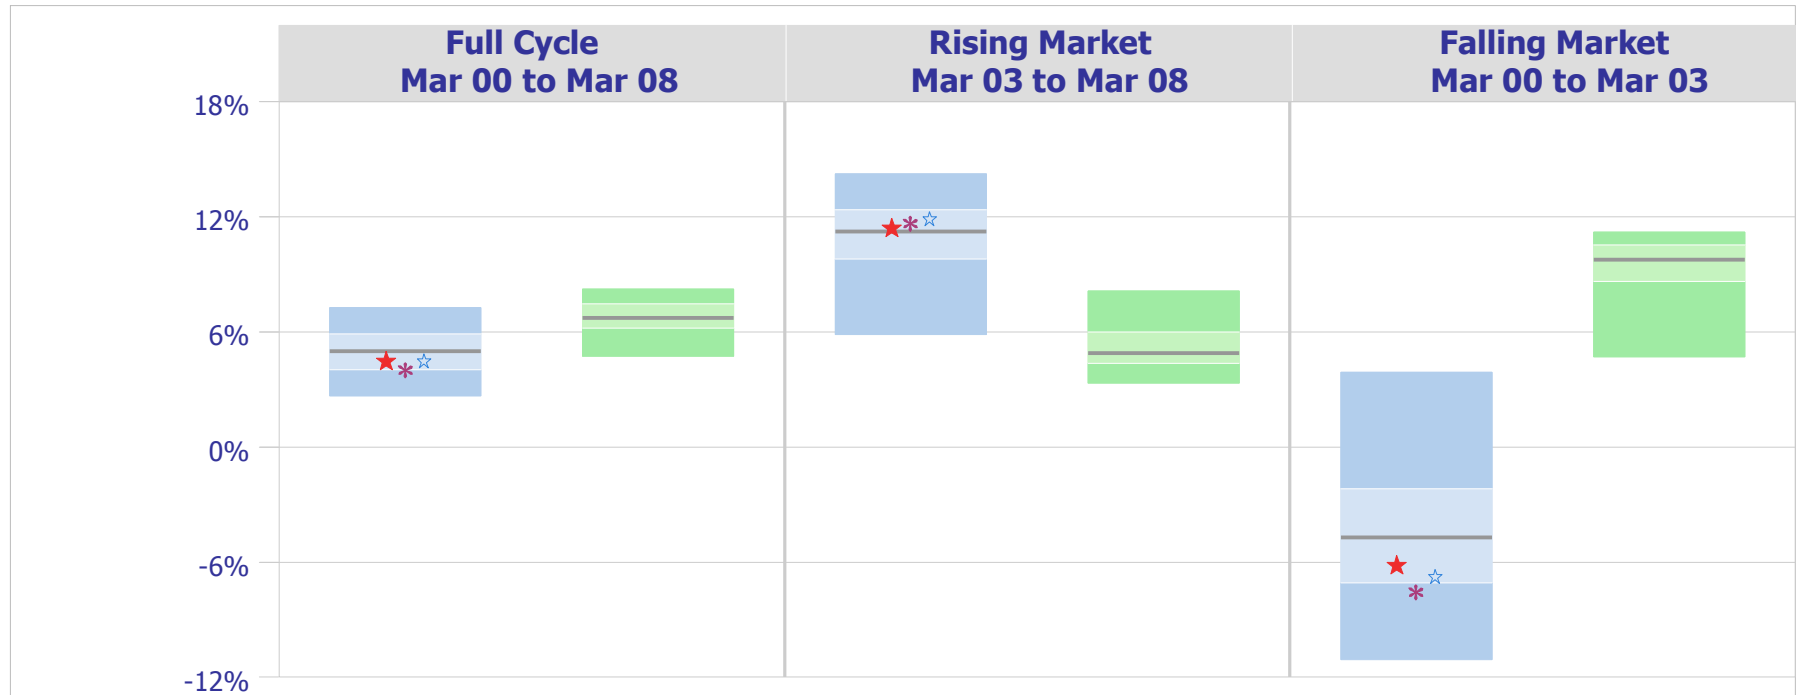 Full Cycle
Mar 00 to Mar 08
Rising Market
Mar 03 to Mar 08
Falling Market
Mar 00 to Mar 03
18%
12%
6%
0%
-6%
-12%